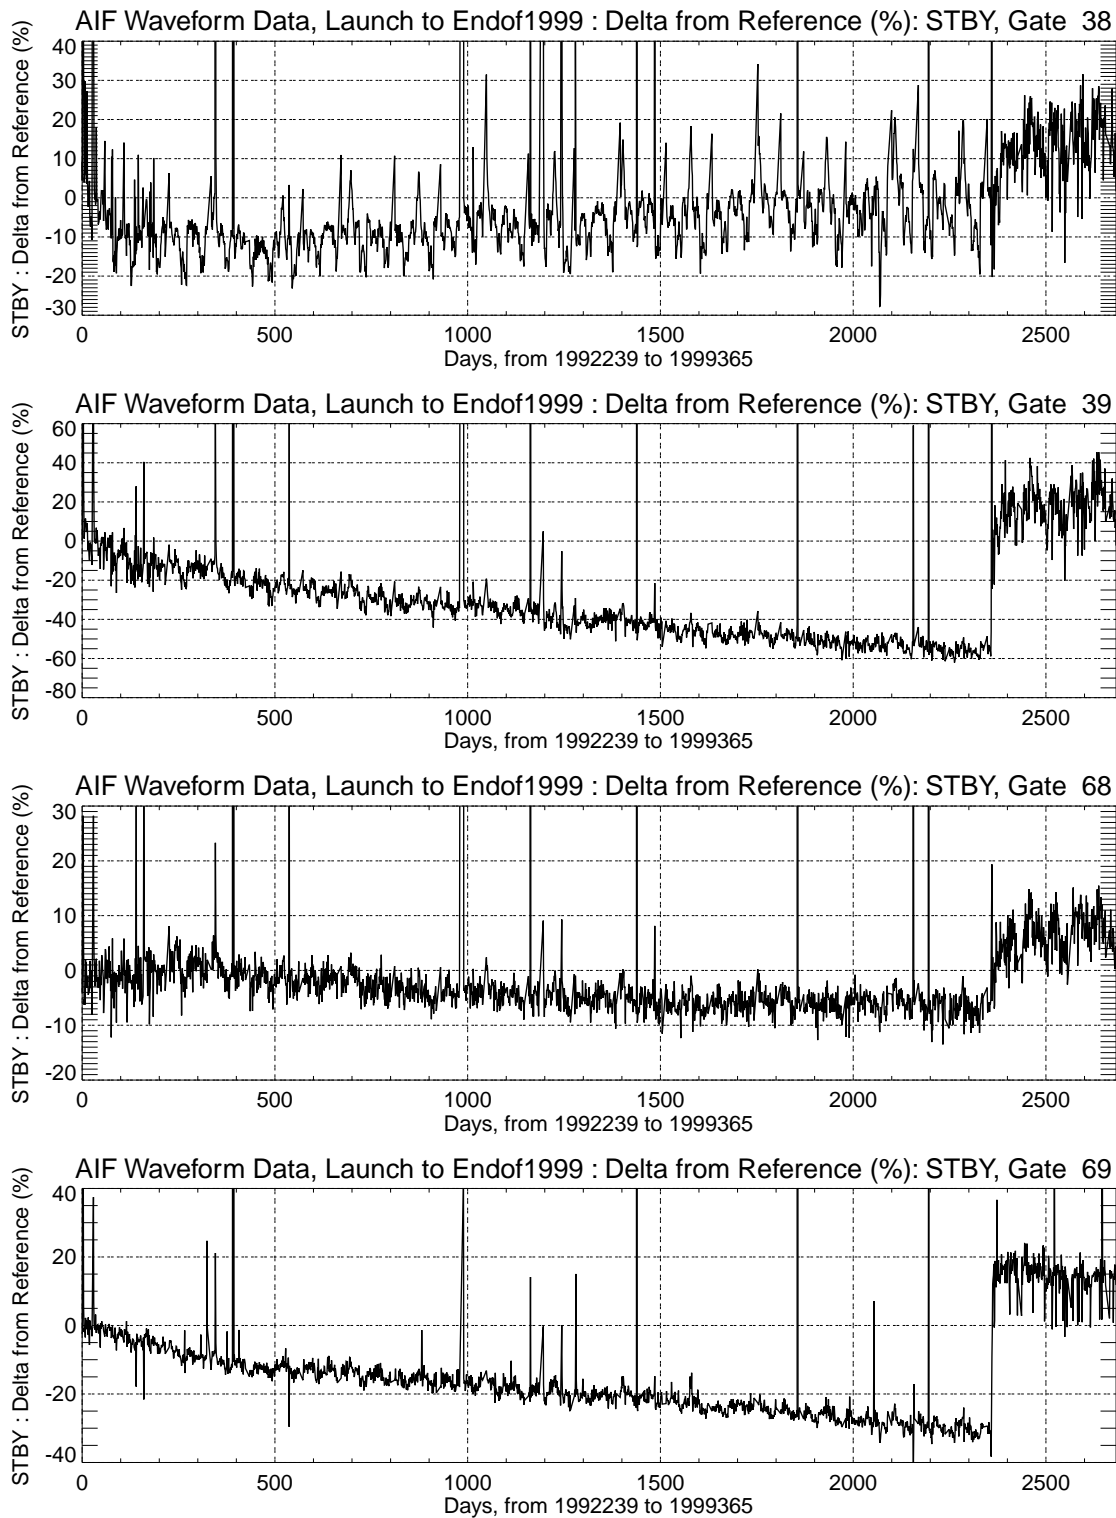 AIF Waveform Data, Launch to Endof1999 : Delta from Reference (%): STBY, Gate 38
STBY : Delta from Reference (%)
40
30
20
10
0
-10
-20
-30
0 500 1000 1500 2000 2500
Days, from 1992239 to 1999365
AIF Waveform Data, Launch to Endof1999 : Delta from Reference (%): STBY, Gate 39
STBY : Delta from Reference (%)
60
40
20
0
-20
-40
-60
-80
0 500 1000 1500 2000 2500
Days, from 1992239 to 1999365
AIF Waveform Data, Launch to Endof1999 : Delta from Reference (%): STBY, Gate 68
STBY : Delta from Reference (%)
30
20
10
0
-10
-20
0 500 1000 1500 2000 2500
Days, from 1992239 to 1999365
AIF Waveform Data, Launch to Endof1999 : Delta from Reference (%): STBY, Gate 69
STBY : Delta from Reference (%)
40
20
0
-20
-40
0 500 1000 1500 2000 2500
Days, from 1992239 to 1999365